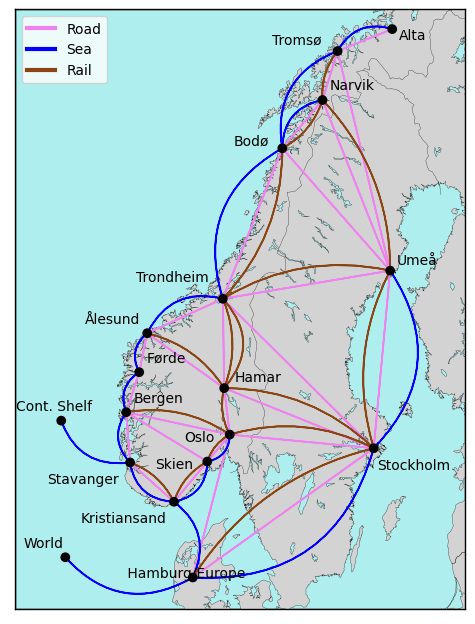 Road
Sea
Rail
Tromsø
Alta
Narvik
Bodø
Umeå
Trondheim
Ålesund
Førde
Hamar
Bergen
Cont. Shelf
Oslo
Skien
Stockholm
Stavanger
Kristiansand
World
Hamburg Europe